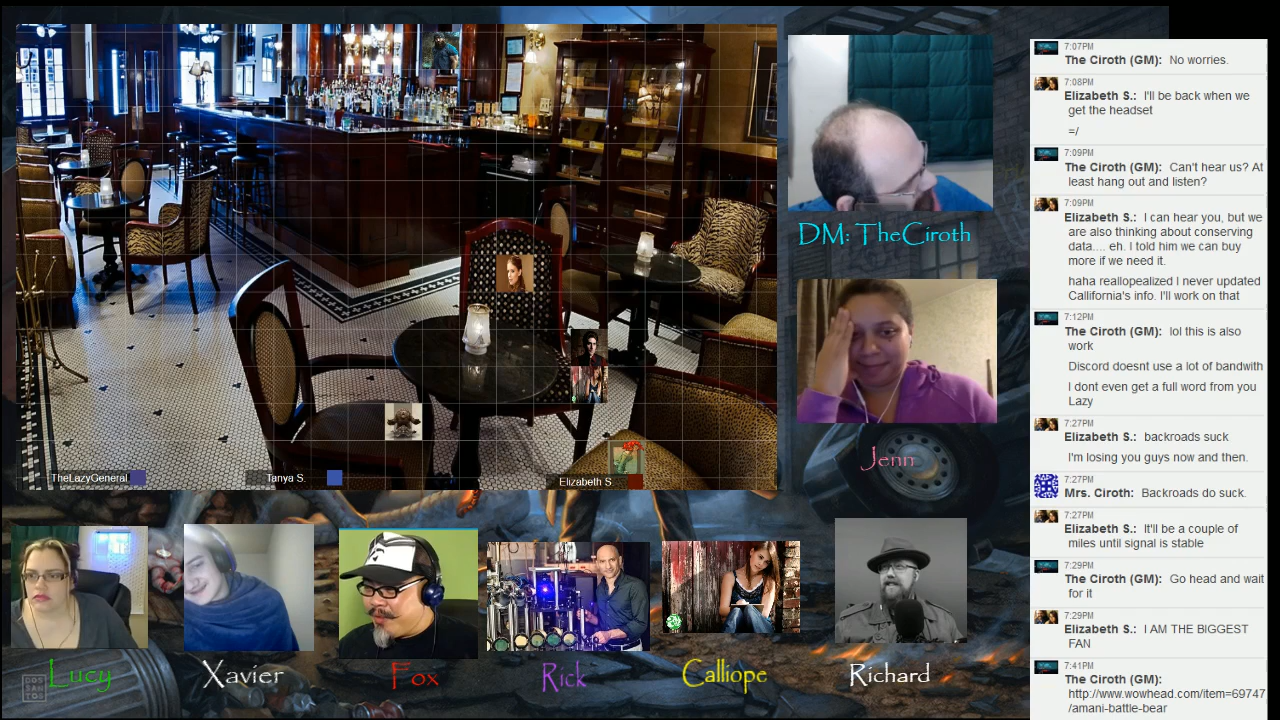 TheLazyGeneral
Tanya S.
Elizabeth S
DM: TheCiroth
Jenn
Lucy
Xavier
Fox
Rick
Calliope
Richard
7:07PM
The Ciroth (GM): No worries.
7:08PM
Elizabeth S.: I'll be back when we
get the headset
=/
7:09PM
The Ciroth (GM): Can't hear us? At
least hang out and listen?
7:09PM
Elizabeth S.: I can hear you, but we
are also thinking about conserving
data.... eh. I told him we can buy
more if we need it.
haha reallopealized I never updated
Callifornia's info. I'll work on that
7:12PM
The Ciroth (GM): lol this is also
work
Discord doesnt use a lot of bandwith
I dont even get a full word from you
Lazy
7:27PM
Elizabeth S.: backroads suck
I'm losing you guys now and then.
7:27PM
Mrs. Ciroth: Backroads do suck.
7:27PM
Elizabeth S.: It'll be a couple of
miles until signal is stable
7:29PM
The Ciroth (GM): Go head and wait
for it
7:29PM
Elizabeth S.: I AM THE BIGGEST
FAN
7:41PM
The Ciroth (GM):
http://www.wowhead.com/item=69747
/amani-battle-bear